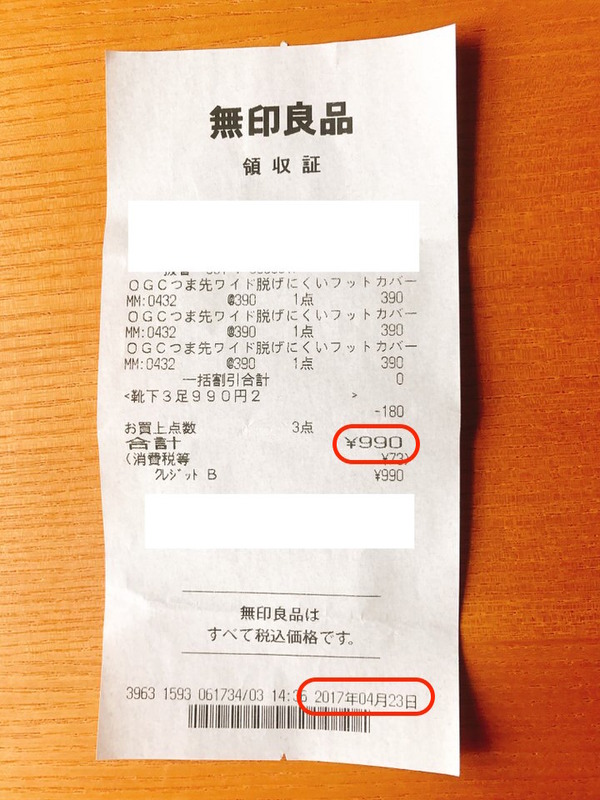 無印良品
領収証
OGCつま先ワイド脱げにくいフットカバー
MM:0432 @390 1点 390
OGCつま先ワイド脱げにくいフットカバー
MM:0432 @390 1点 390
OGCつま先ワイド脱げにくいフットカバー
MM:0432 @390 1点 390
一括割引合計 0
<靴下3足990円2 >
-180
お買上点数 3点
合計 ¥990
(消費税等 ¥73)
クレジット B ¥990
無印良品は
すべて税込価格です。
3963 1593 061734/03 14:36 2017年04月23日